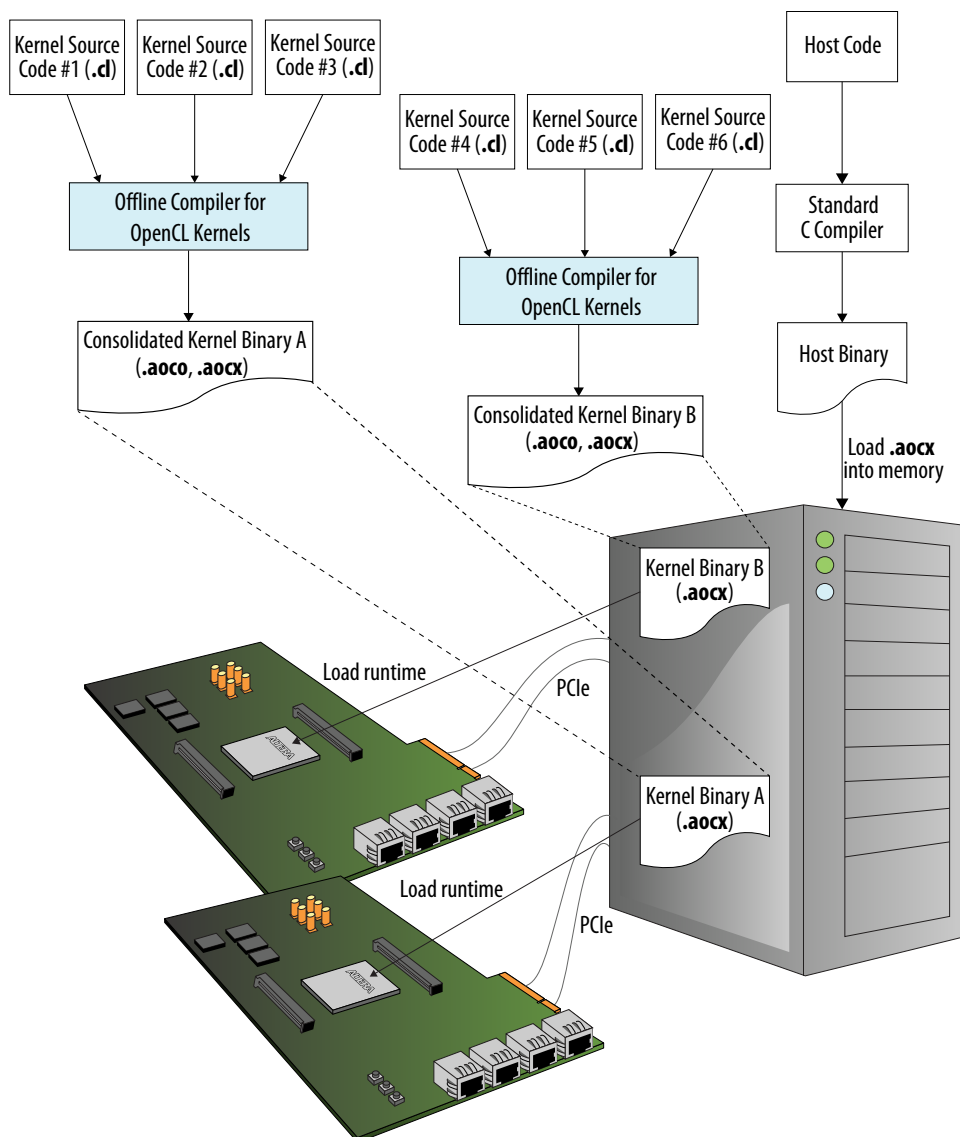 Kernel Source
Code #1 (.cl)
Kernel Source
Code #2 (.cl)
Kernel Source
Code #3 (.cl)
Host Code
Kernel Source
Code #4 (.cl)
Kernel Source
Code #5 (.cl)
Kernel Source
Code #6 (.cl)
Offline Compiler for
OpenCL Kernels
Standard
C Compiler
Offline Compiler for
OpenCL Kernels
Consolidated Kernel Binary A
(.aoco, .aocx)
Host Binary
Consolidated Kernel Binary B
(.aoco, .aocx)
Load .aocx
into memory
Kernel Binary B
(.aocx)
Load runtime
PCIe
ALTERA
Kernel Binary A
(.aocx)
Load runtime
PCIe
ALTERA